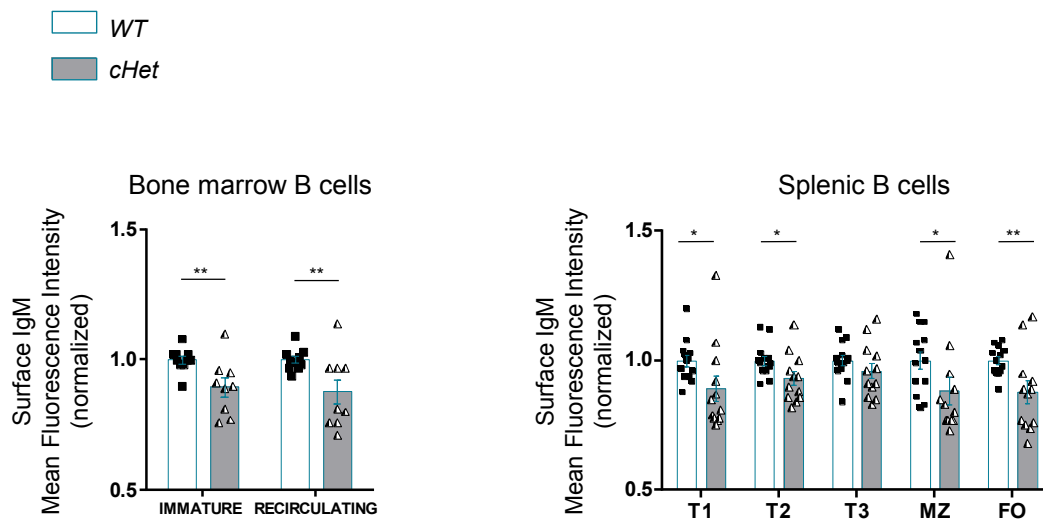 WT
cHet
Bone marrow B cells
Surface IgM
Mean Fluorescence Intensity
(normalized)
1.5
1.0
0.5
**
**
IMMATURE
RECIRCULATING
Splenic B cells
Surface IgM
Mean Fluorescence Intensity
(normalized)
1.5
1.0
0.5
*
*
*
**
T1
T2
T3
MZ
FO